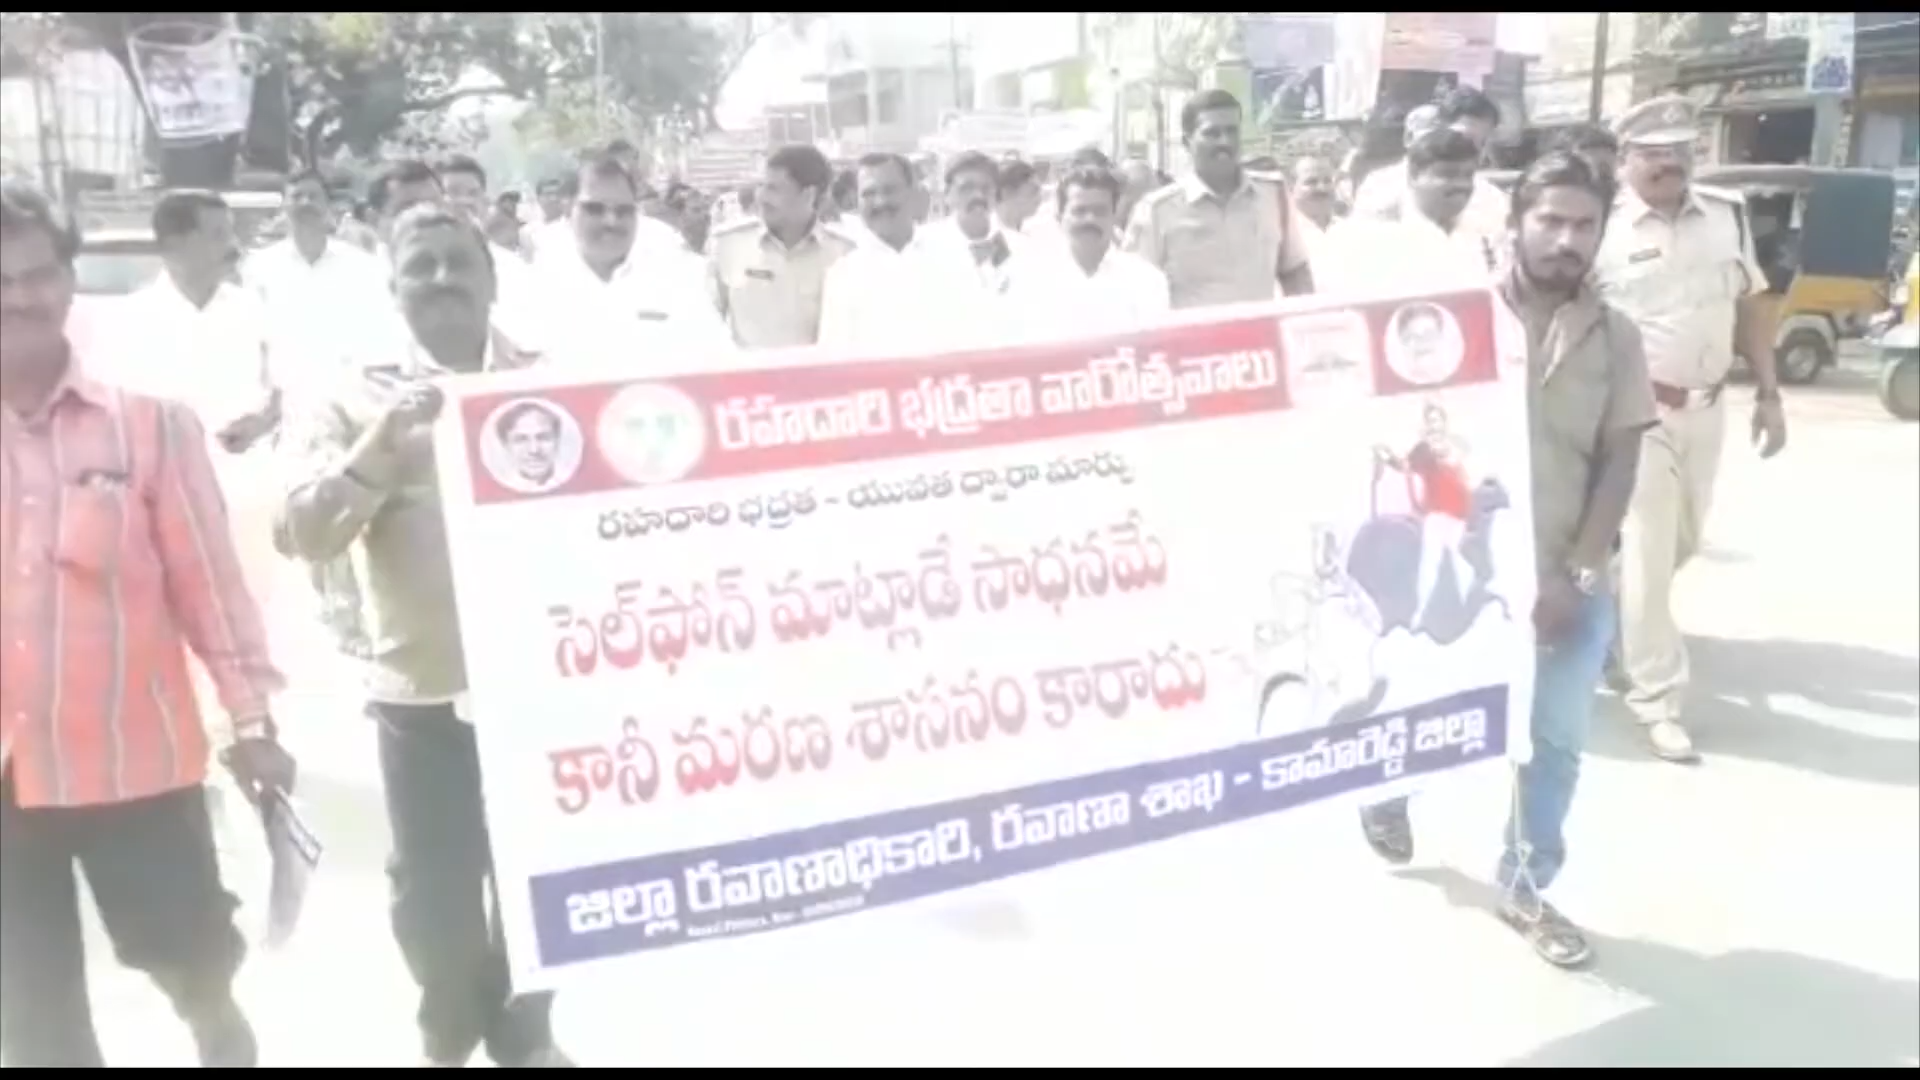 రహదారి భద్రతా వారోత్సవాలు
రహదారి భద్రత - యువత ద్వారా మార్పు
సెల్‌ఫోన్ మాట్లాడే సాధనమే
కానీ మరణ శాసనం కారాదు
జిల్లా రవాణాధికారి, రవాణా శాఖ - కామారెడ్డి జిల్లా